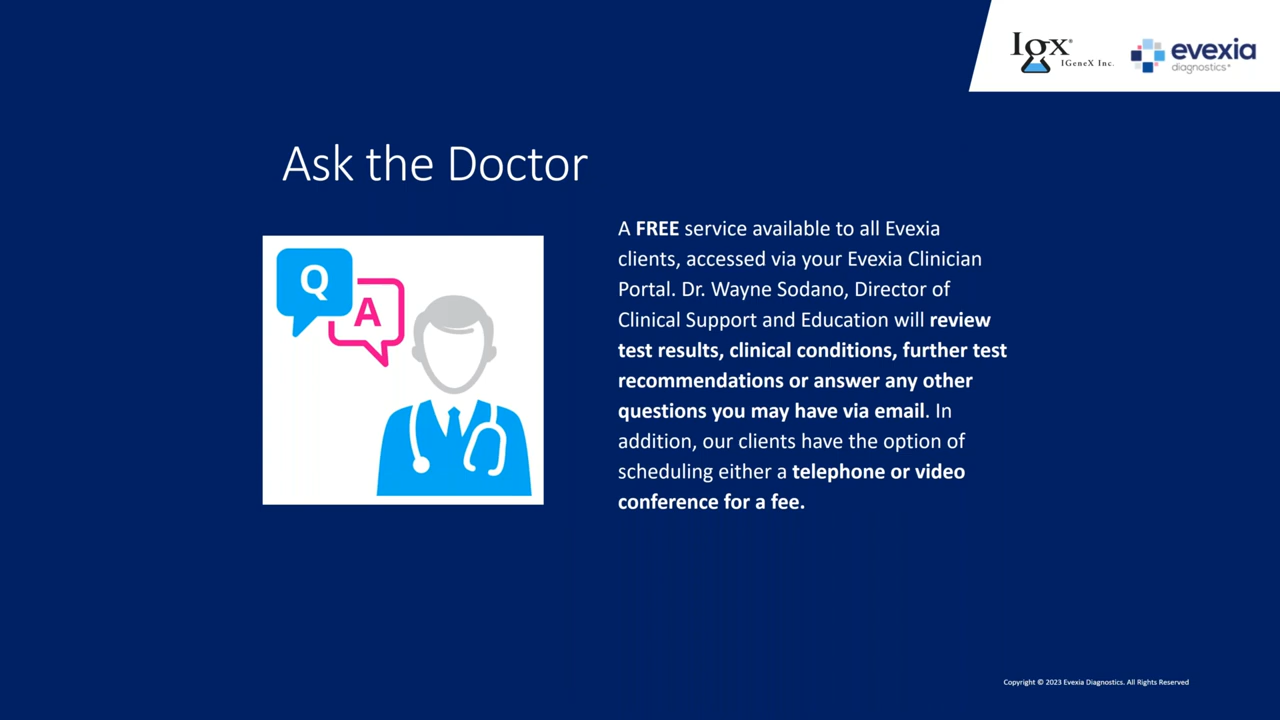 Igx®
IGeneX Inc.
evexia
diagnostics+
Ask the Doctor
Q
A
A FREE service available to all Evexia
clients, accessed via your Evexia Clinician
Portal. Dr. Wayne Sodano, Director of
Clinical Support and Education will review
test results, clinical conditions, further test
recommendations or answer any other
questions you may have via email. In
addition, our clients have the option of
scheduling either a telephone or video
conference for a fee.
Copyright © 2023 Evexia Diagnostics. All Rights Reserved